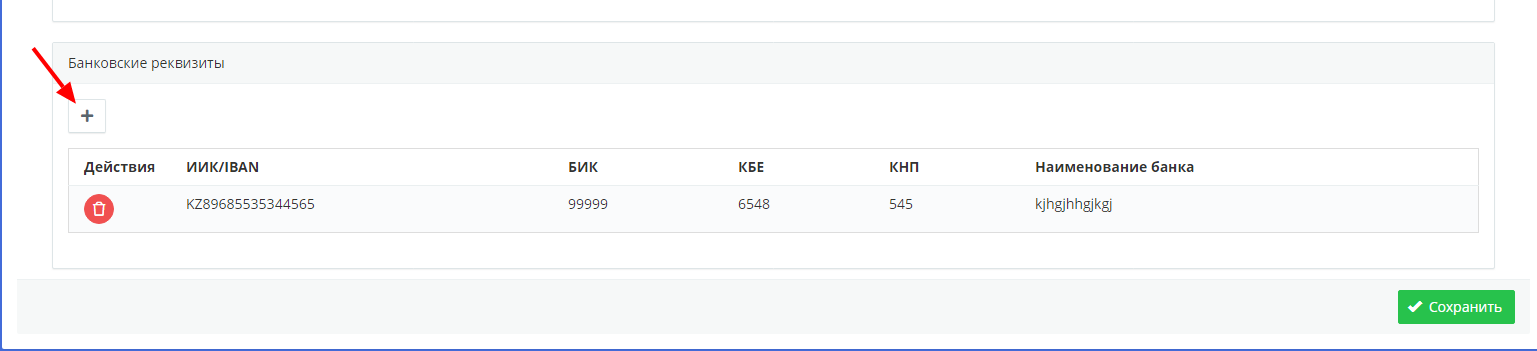 Банковские реквизиты
+
Действия ИИК/IBAN БИК КБЕ КНП Наименование банка
KZ89685535344565 99999 6548 545 kjhgjhhgjkgj
Сохранить